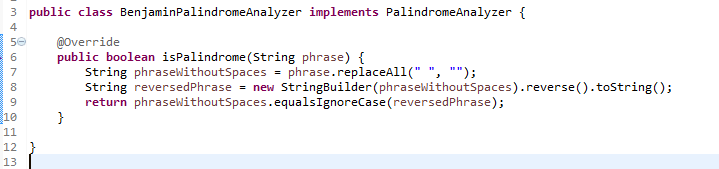 3 public class BenjaminPalindromeAnalyzer implements PalindromeAnalyzer {
4
5 @Override
6 public boolean isPalindrome(String phrase) {
7 String phraseWithoutSpaces = phrase.replaceAll(" ", "");
8 String reversedPhrase = new StringBuilder(phraseWithoutSpaces).reverse().toString();
9 return phraseWithoutSpaces.equalsIgnoreCase(reversedPhrase);
10 }
11
12 }
13